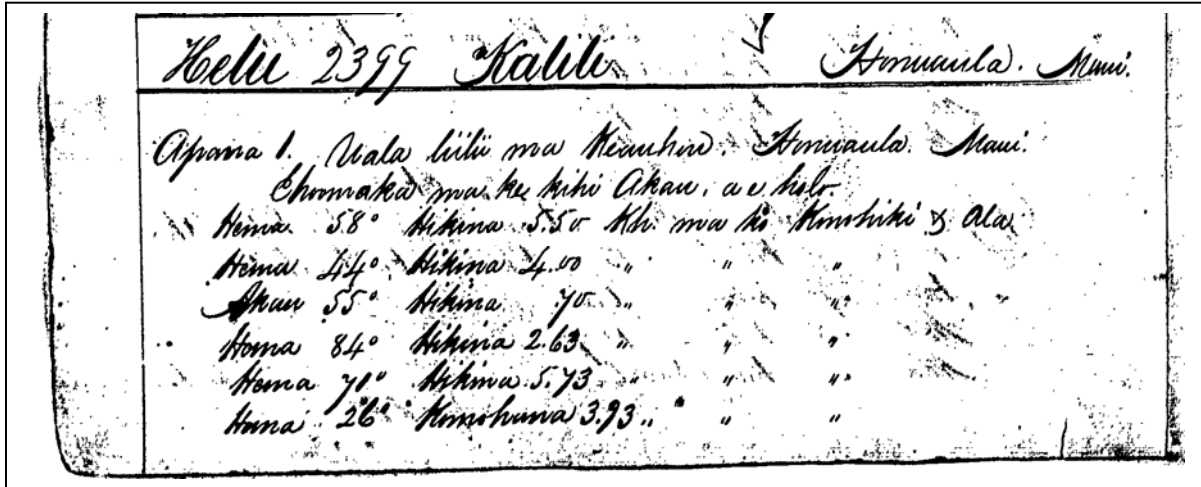 Helu 2399 Kalili Honuaula. Maui.
Apana 1. Uala liilii ma Keauhou. Honuaula. Maui.
Ehoomaka ma ke kihi Akau, a e holo
Hema 58° Hikina 5.50 Kh. ma ko Konohiki & Ala.
Hema 44° Hikina 4.00 " " "
Akau 55° Hikina .70 " " "
Hema 84° Hikina 2.63 " " "
Hema 71° Hikina 5.73 " " "
Hema 26° Komohana 3.93 " " "